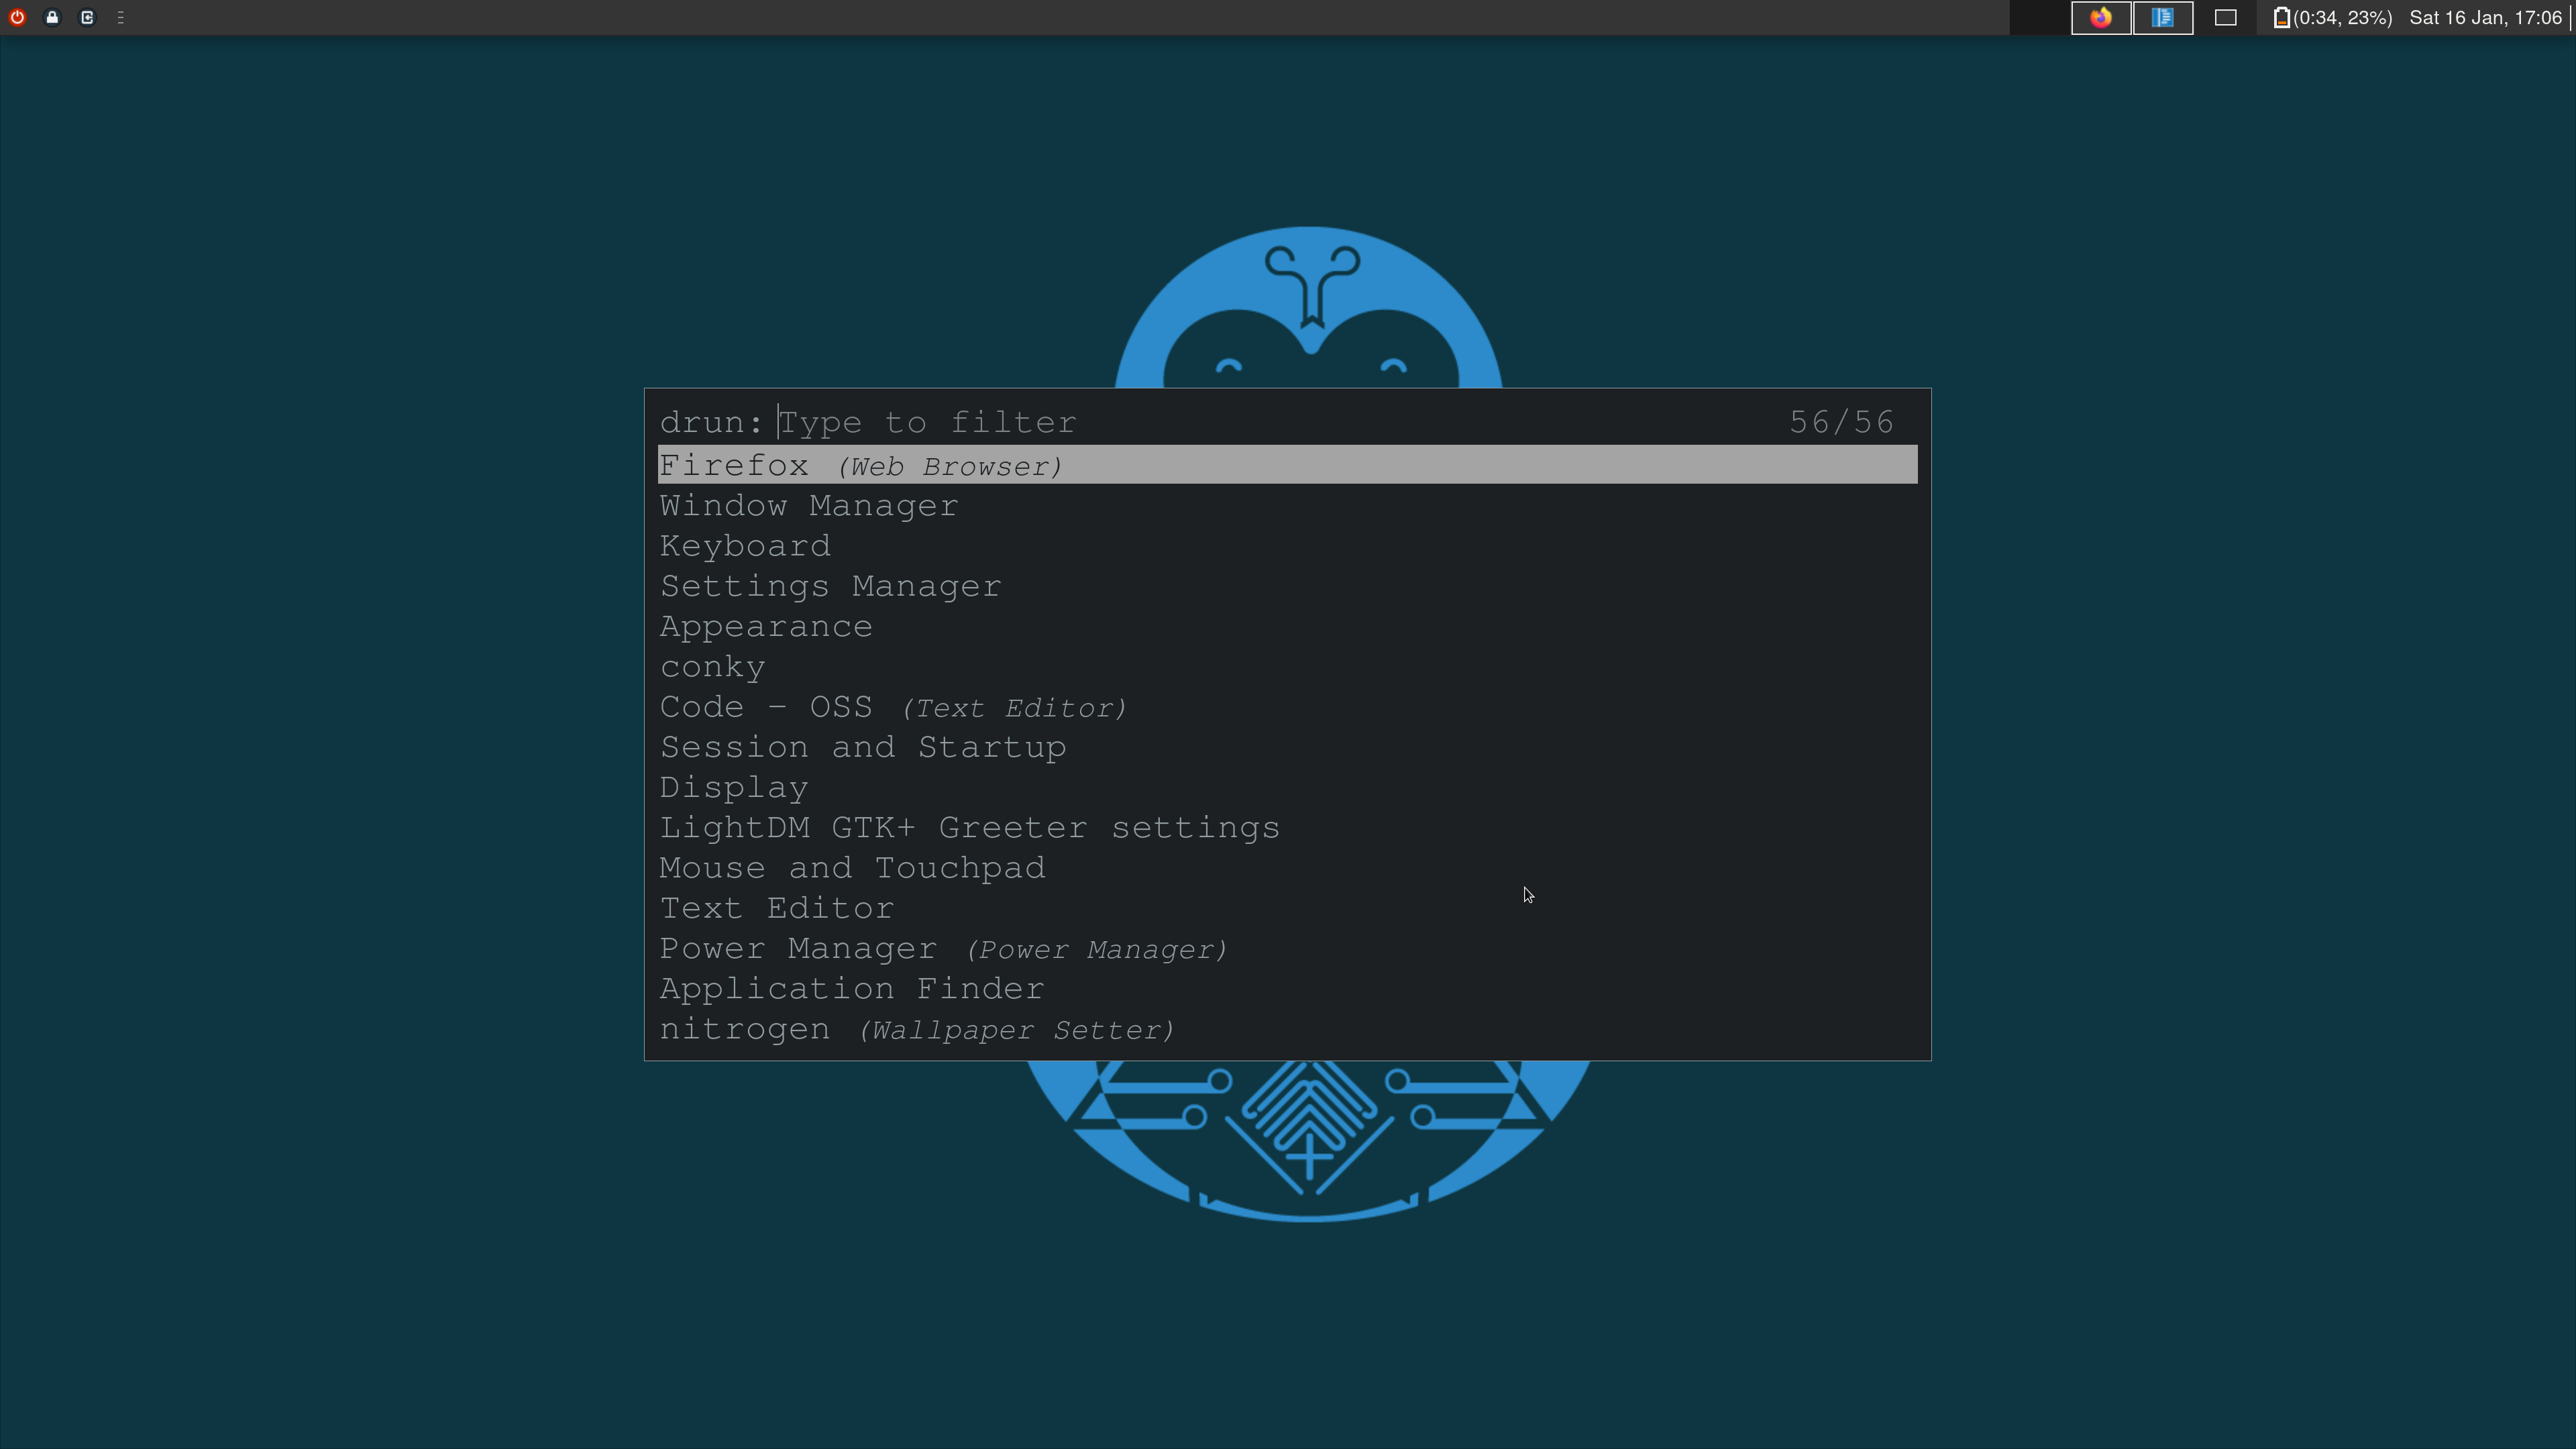 (0:34, 23%) Sat 16 Jan, 17:06
drun: Type to filter 56/56
Firefox (Web Browser)
Window Manager
Keyboard
Settings Manager
Appearance
conky
Code - OSS (Text Editor)
Session and Startup
Display
LightDM GTK+ Greeter settings
Mouse and Touchpad
Text Editor
Power Manager (Power Manager)
Application Finder
nitrogen (Wallpaper Setter)